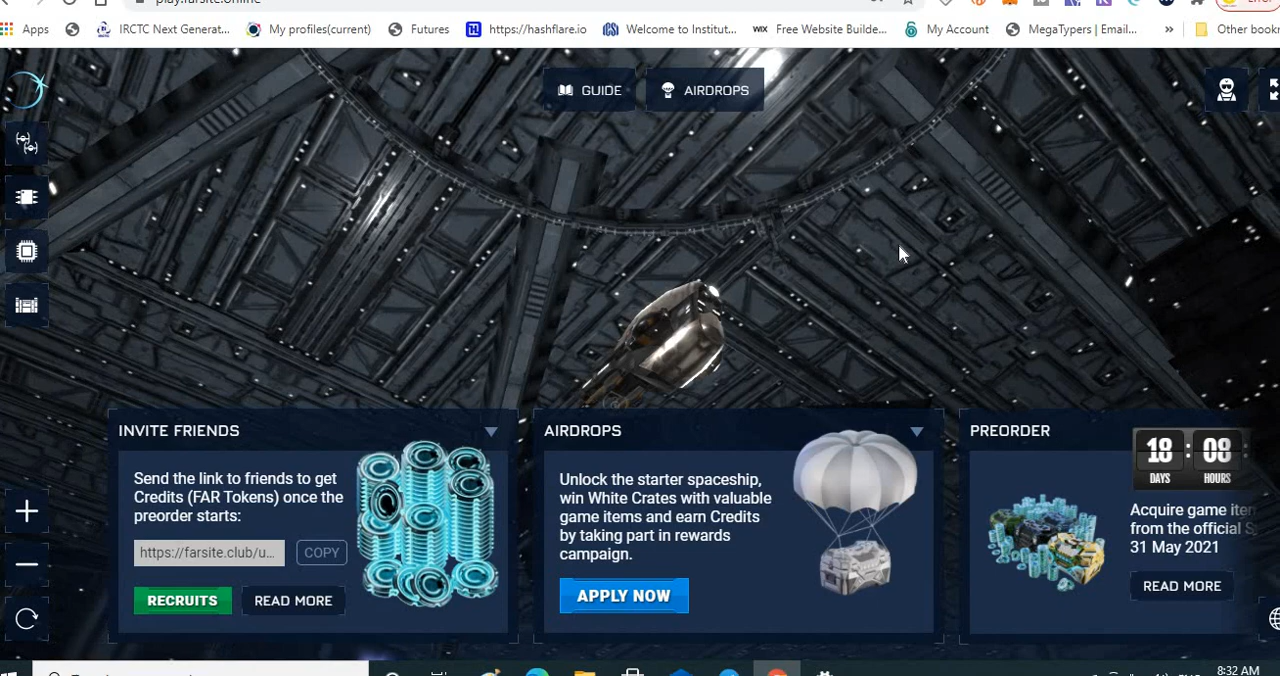 play.farsite.online
Apps
IRCTC Next Generat...
My profiles(current)
Futures
https://hashflare.io
Welcome to Institut...
WIX
Free Website Builde...
My Account
MegaTypers | Email...
»
Other bookm
GUIDE
AIRDROPS
INVITE FRIENDS
Send the link to friends to get
Credits (FAR Tokens) once the
preorder starts:
https://farsite.club/u...
COPY
RECRUITS
READ MORE
AIRDROPS
Unlock the starter spaceship,
win White Crates with valuable
game items and earn Credits
by taking part in rewards
campaign.
APPLY NOW
PREORDER
18 : 08 :
DAYS HOURS
Acquire game iten
from the official S
31 May 2021
READ MORE
8:32 AM